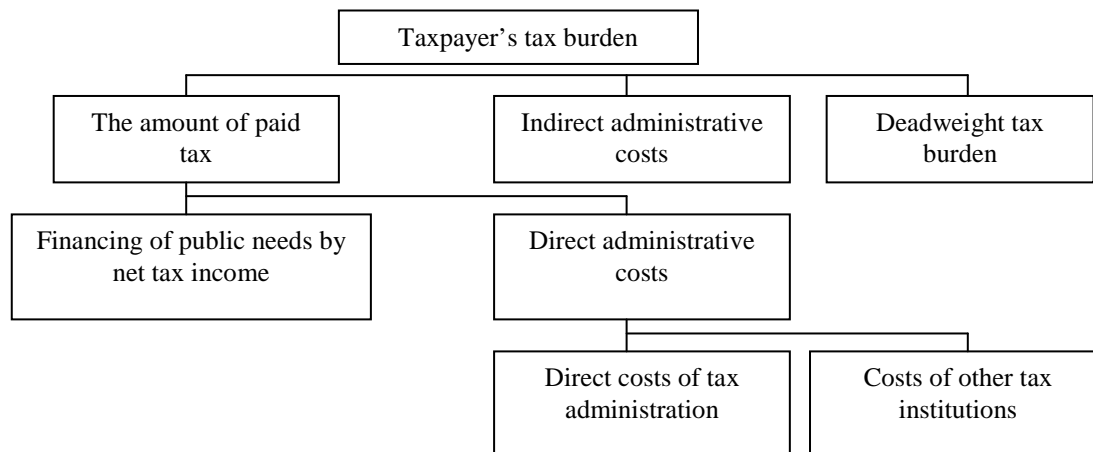 Taxpayer’s tax burden
The amount of paid
tax
Indirect administrative
costs
Deadweight tax
burden
Financing of public needs by
net tax income
Direct administrative
costs
Direct costs of tax
administration
Costs of other tax
institutions